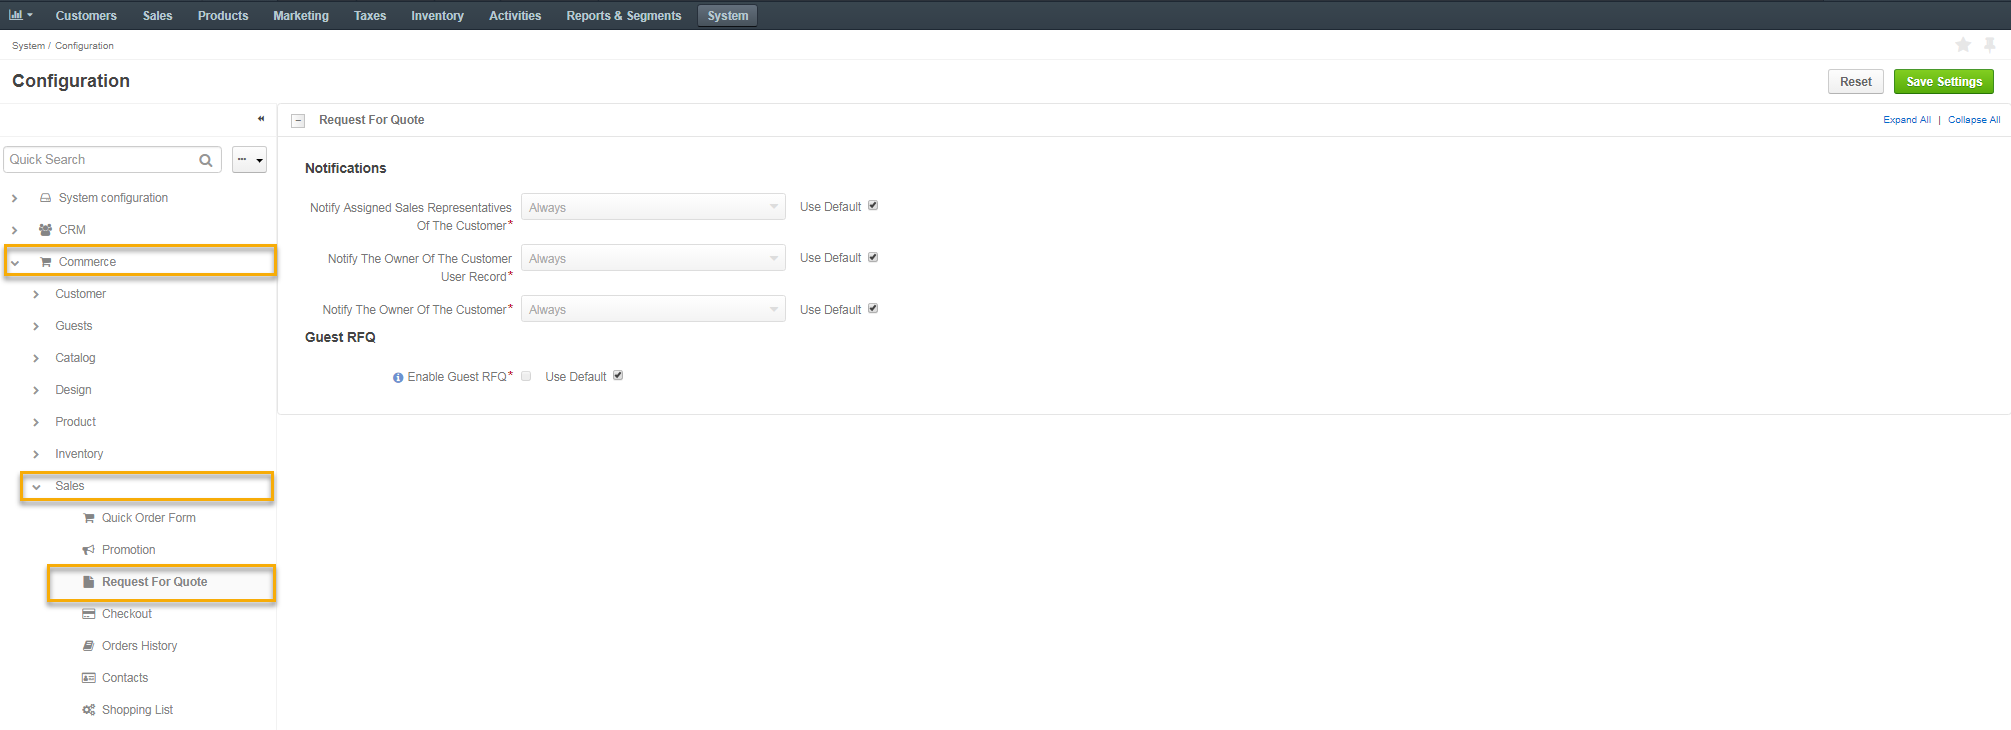 Customers Sales Products Marketing Taxes Inventory Activities Reports & Segments System
System / Configuration
Configuration
Reset Save Settings
Request For Quote
Expand All | Collapse All
Quick Search
...
System configuration
CRM
Commerce
Customer
Guests
Catalog
Design
Product
Inventory
Sales
Quick Order Form
Promotion
Request For Quote
Checkout
Orders History
Contacts
Shopping List
Notifications
Notify Assigned Sales Representatives
Of The Customer* Always Use Default
Notify The Owner Of The Customer
User Record* Always Use Default
Notify The Owner Of The Customer* Always Use Default
Guest RFQ
Enable Guest RFQ* Use Default